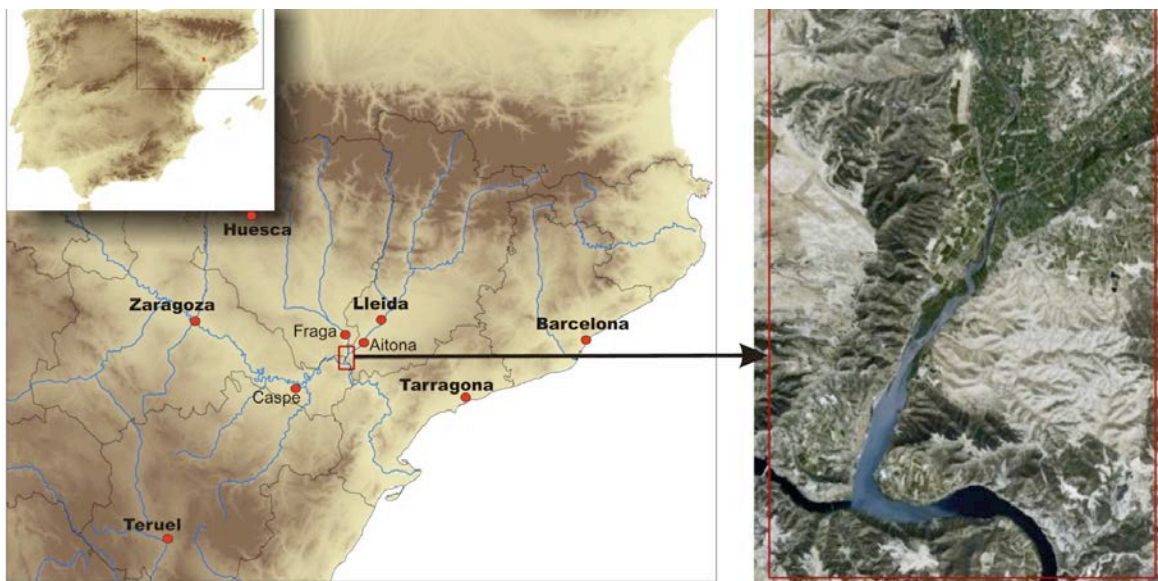 Huesca
Zaragoza
Lleida
Fraga
Aitona
Barcelona
Caspe
Tarragona
Teruel